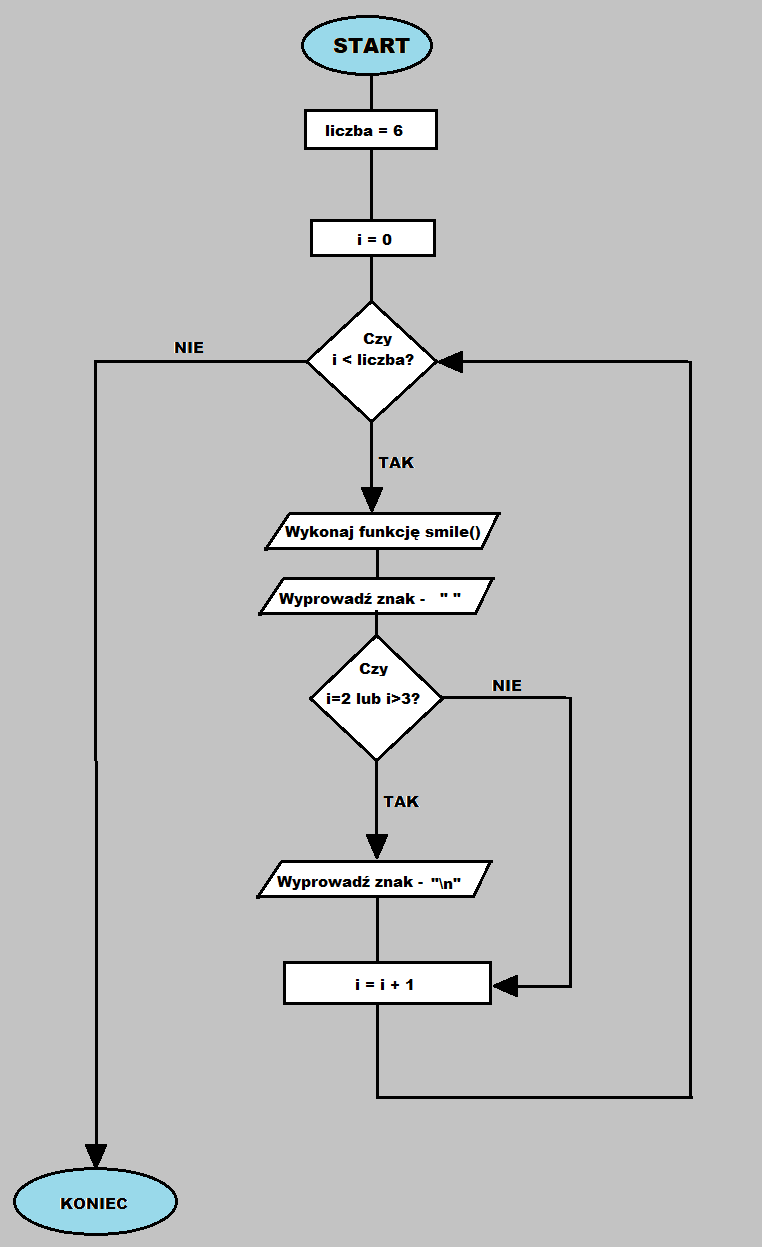 START
liczba = 6
i = 0
Czy
i < liczba?
NIE
TAK
Wykonaj funkcję smile()
Wyprowadź znak - " "
Czy
i=2 lub i>3?
NIE
TAK
Wyprowadź znak - "\n"
i = i + 1
KONIEC